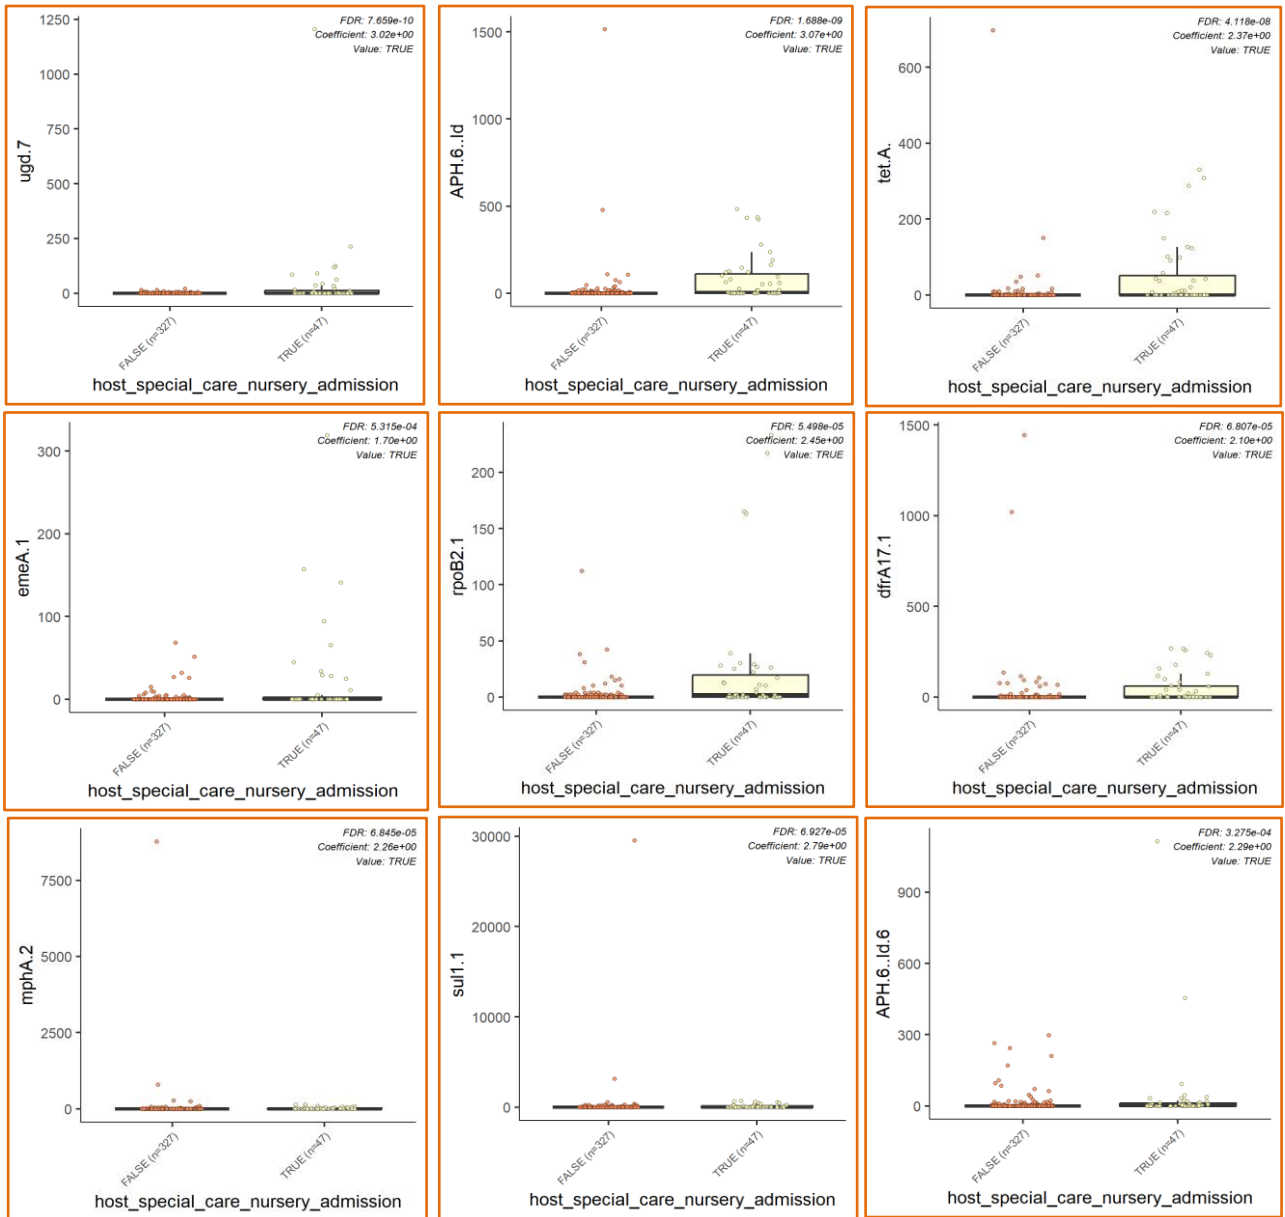 FDR: 7.659e-10
Coefficient: 3.02e+00
Value: TRUE
1250
1000
750
500
250
0
ugd.7
FALSE (n=327)
TRUE (n=47)
host_special_care_nursery_admission
FDR: 1.688e-09
Coefficient: 3.07e+00
Value: TRUE
1500
1000
500
0
APH.6..Id
FALSE (n=327)
TRUE (n=47)
host_special_care_nursery_admission
FDR: 4.118e-08
Coefficient: 2.37e+00
Value: TRUE
600
400
200
0
tet.A.
FALSE (n=327)
TRUE (n=47)
host_special_care_nursery_admission
FDR: 5.315e-04
Coefficient: 1.70e+00
Value: TRUE
300
200
100
0
emeA.1
FALSE (n=327)
TRUE (n=47)
host_special_care_nursery_admission
FDR: 5.498e-05
Coefficient: 2.45e+00
Value: TRUE
200
150
100
50
0
rpoB2.1
FALSE (n=327)
TRUE (n=47)
host_special_care_nursery_admission
FDR: 6.807e-05
Coefficient: 2.10e+00
Value: TRUE
1500
1000
500
0
dfrA17.1
FALSE (n=327)
TRUE (n=47)
host_special_care_nursery_admission
FDR: 6.845e-05
Coefficient: 2.26e+00
Value: TRUE
7500
5000
2500
0
mphA.2
FALSE (n=327)
TRUE (n=47)
host_special_care_nursery_admission
FDR: 6.927e-05
Coefficient: 2.79e+00
Value: TRUE
30000
20000
10000
0
sul1.1
FALSE (n=327)
TRUE (n=47)
host_special_care_nursery_admission
FDR: 3.275e-04
Coefficient: 2.29e+00
Value: TRUE
900
600
300
0
APH.6..Id.6
FALSE (n=327)
TRUE (n=47)
host_special_care_nursery_admission